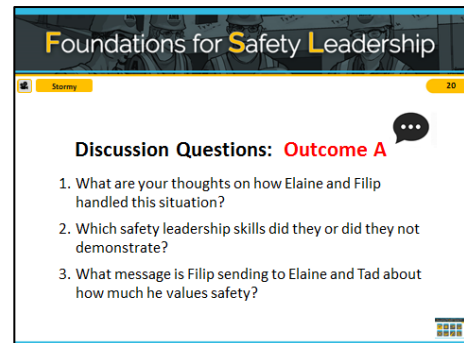 Foundations for Safety Leadership
Stormy
20
Discussion Questions: Outcome A
1. What are your thoughts on how Elaine and Filip
handled this situation?
2. Which safety leadership skills did they or did they not
demonstrate?
3. What message is Filip sending to Elaine and Tad about
how much he values safety?